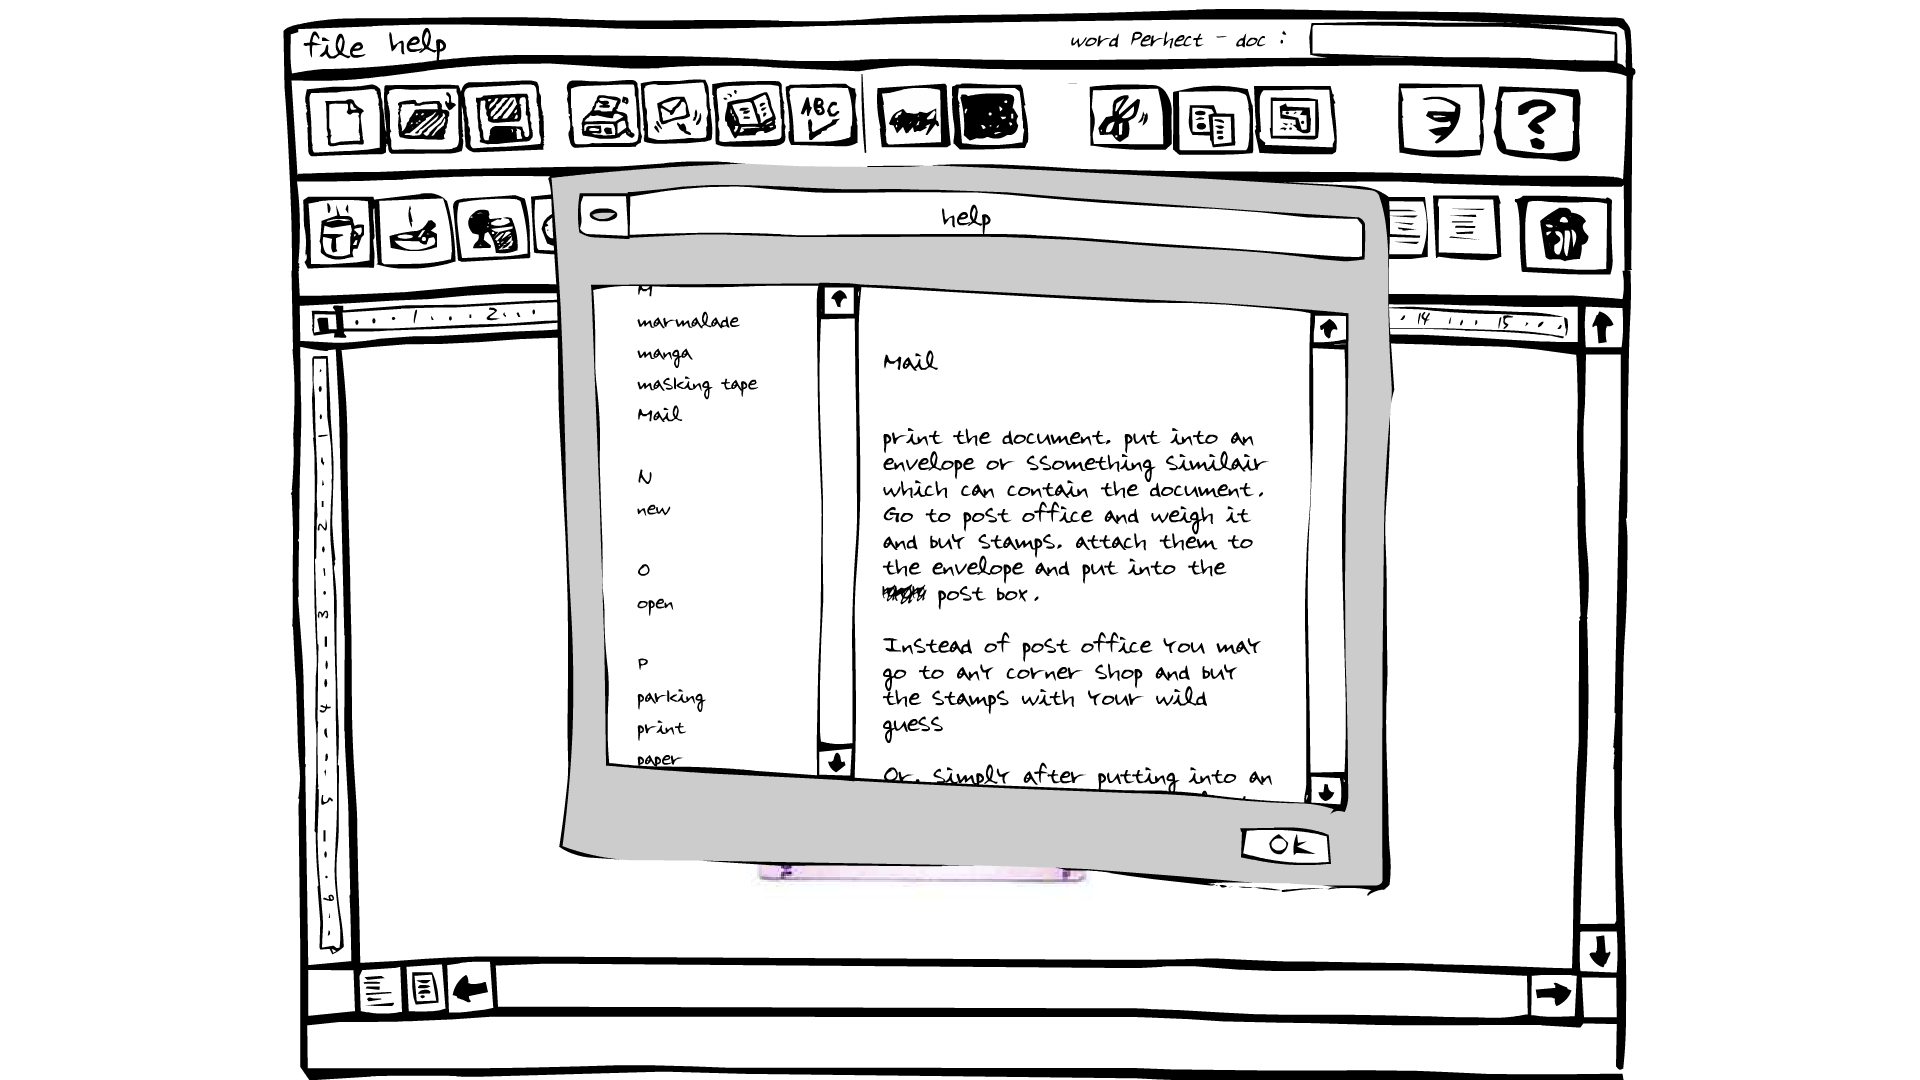 file help
word Perhect - doc :
ABC
?
T
help
1 2
14 15
M
marmalade
manga
masking tape
Mail
N
new
O
open
P
parking
print
paper
Mail
print the document. put into an
envelope or SSomething similair
which can contain the document.
Go to post office and weigh it
and buy stamps. attach them to
the envelope and put into the
post box.
Instead of post office you may
go to any corner shop and buy
the stamps with your wild
guess
Or, simply after putting into an
OK
1
2
3
4
5
6